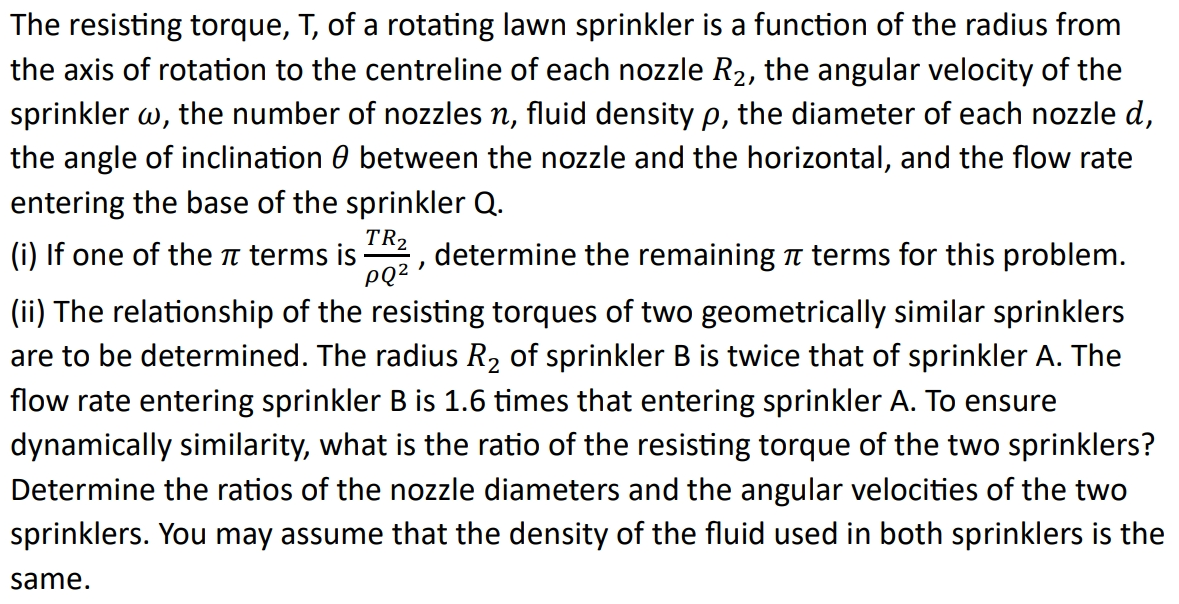 The resisting torque, T, of a rotating lawn sprinkler is a function of the radius from
the axis of rotation to the centreline of each nozzle R₂, the angular velocity of the
sprinkler ω, the number of nozzles n, fluid density ρ, the diameter of each nozzle d,
the angle of inclination θ between the nozzle and the horizontal, and the flow rate
entering the base of the sprinkler Q.
(i) If one of the π terms is TR₂/ρQ², determine the remaining π terms for this problem.
(ii) The relationship of the resisting torques of two geometrically similar sprinklers
are to be determined. The radius R₂ of sprinkler B is twice that of sprinkler A. The
flow rate entering sprinkler B is 1.6 times that entering sprinkler A. To ensure
dynamically similarity, what is the ratio of the resisting torque of the two sprinklers?
Determine the ratios of the nozzle diameters and the angular velocities of the two
sprinklers. You may assume that the density of the fluid used in both sprinklers is the
same.